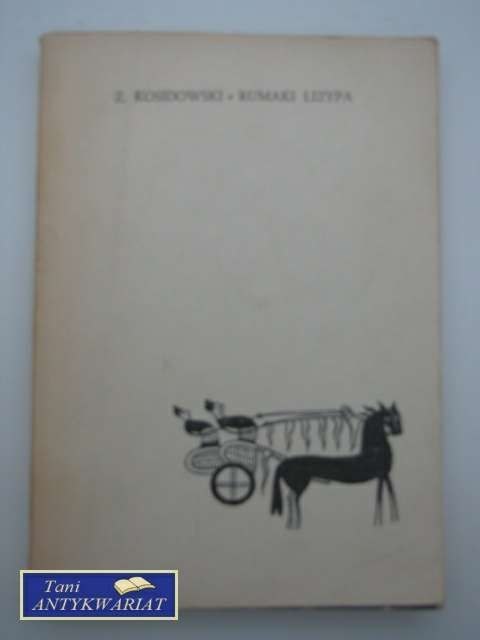 Z. KOSIDOWSKI • RUMAKI LIZYPA
Tani
ANTYKWARIAT